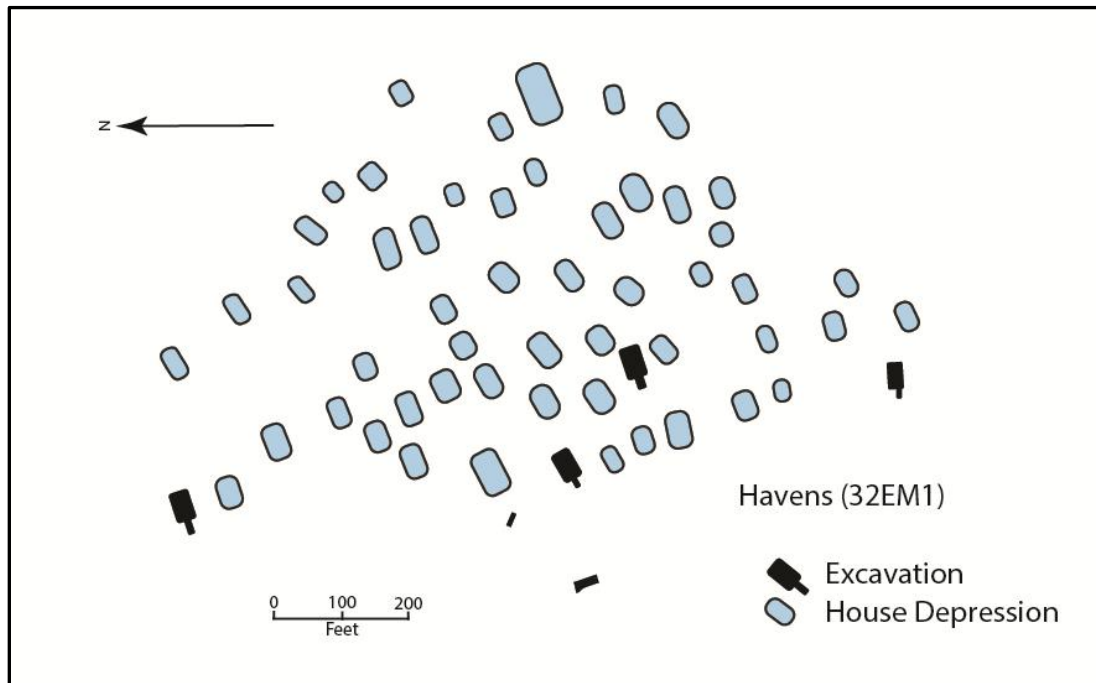 N
Havens (32EM1)
Excavation
House Depression
0 100 200
Feet